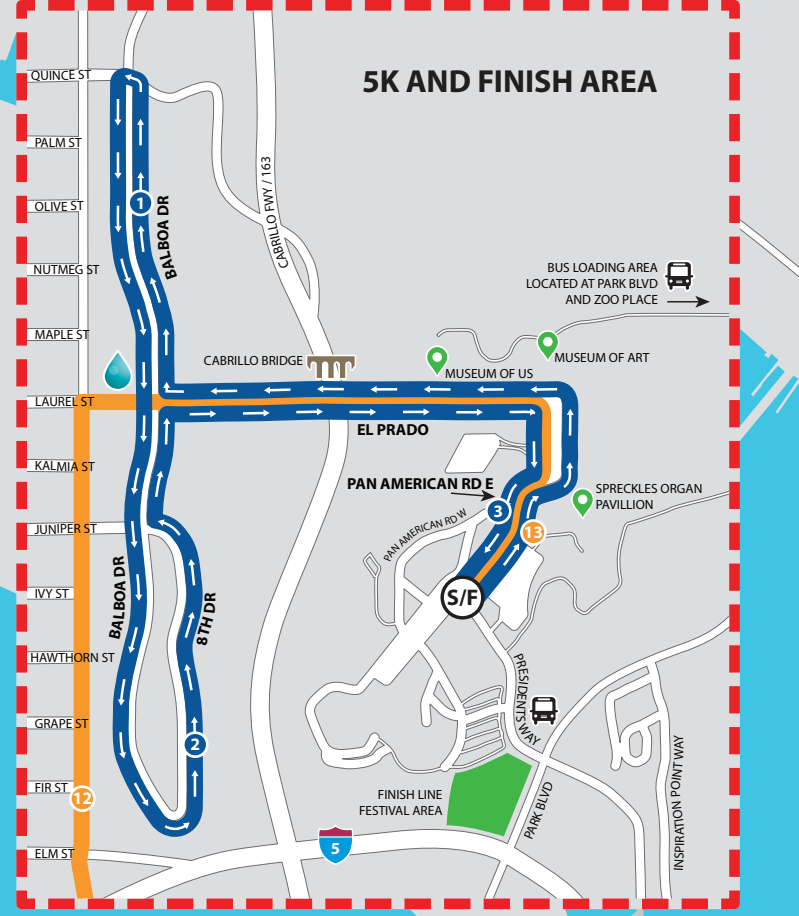 5K AND FINISH AREA
QUINCE ST
PALM ST
OLIVE ST
NUTMEG ST
MAPLE ST
LAUREL ST
KALMIA ST
JUNIPER ST
IVY ST
HAWTHORN ST
GRAPE ST
FIR ST
ELM ST
1
BALBOA DR
CABRILLO FWY / 163
BUS LOADING AREA
LOCATED AT PARK BLVD
AND ZOO PLACE
CABRILLO BRIDGE
MUSEUM OF US
MUSEUM OF ART
EL PRADO
PAN AMERICAN RD E
SPRECKLES ORGAN
PAVILLION
3
PAN AMERICAN RD W
13
S/F
BALBOA DR
8TH DR
2
12
PRESIDENTS WAY
FINISH LINE
FESTIVAL AREA
PARK BLVD
INSPIRATION POINT WAY
5